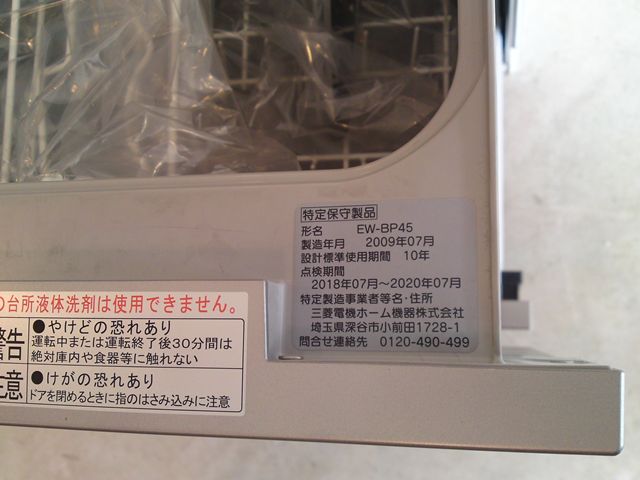 特定保守製品
形名 EW-BP45
製造年月 2009年07月
設計標準使用期間 10年
点検期間
2018年07月〜2020年07月
特定製造事業者等名・住所
三菱電機ホーム機器株式会社
埼玉県深谷市小前田1728-1
問合せ連絡先 0120-490-499
の台所液体洗剤は使用できません。
警告
●やけどの恐れあり
運転中または運転終了後30分間は
絶対庫内や食器等に触れない
注意
●けがの恐れあり
ドアを閉めるときに指のはさみ込みに注意